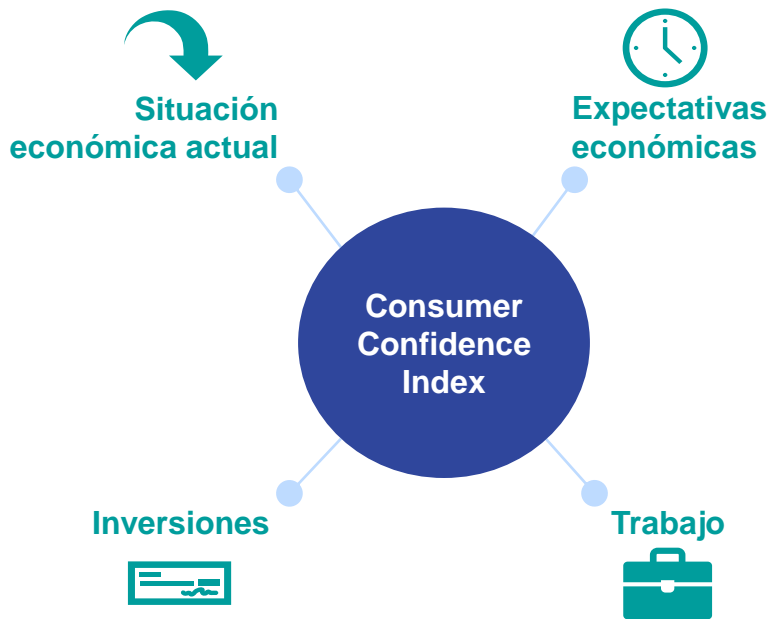 Situación
económica actual
Expectativas
económicas
Consumer
Confidence
Index
Inversiones
Trabajo